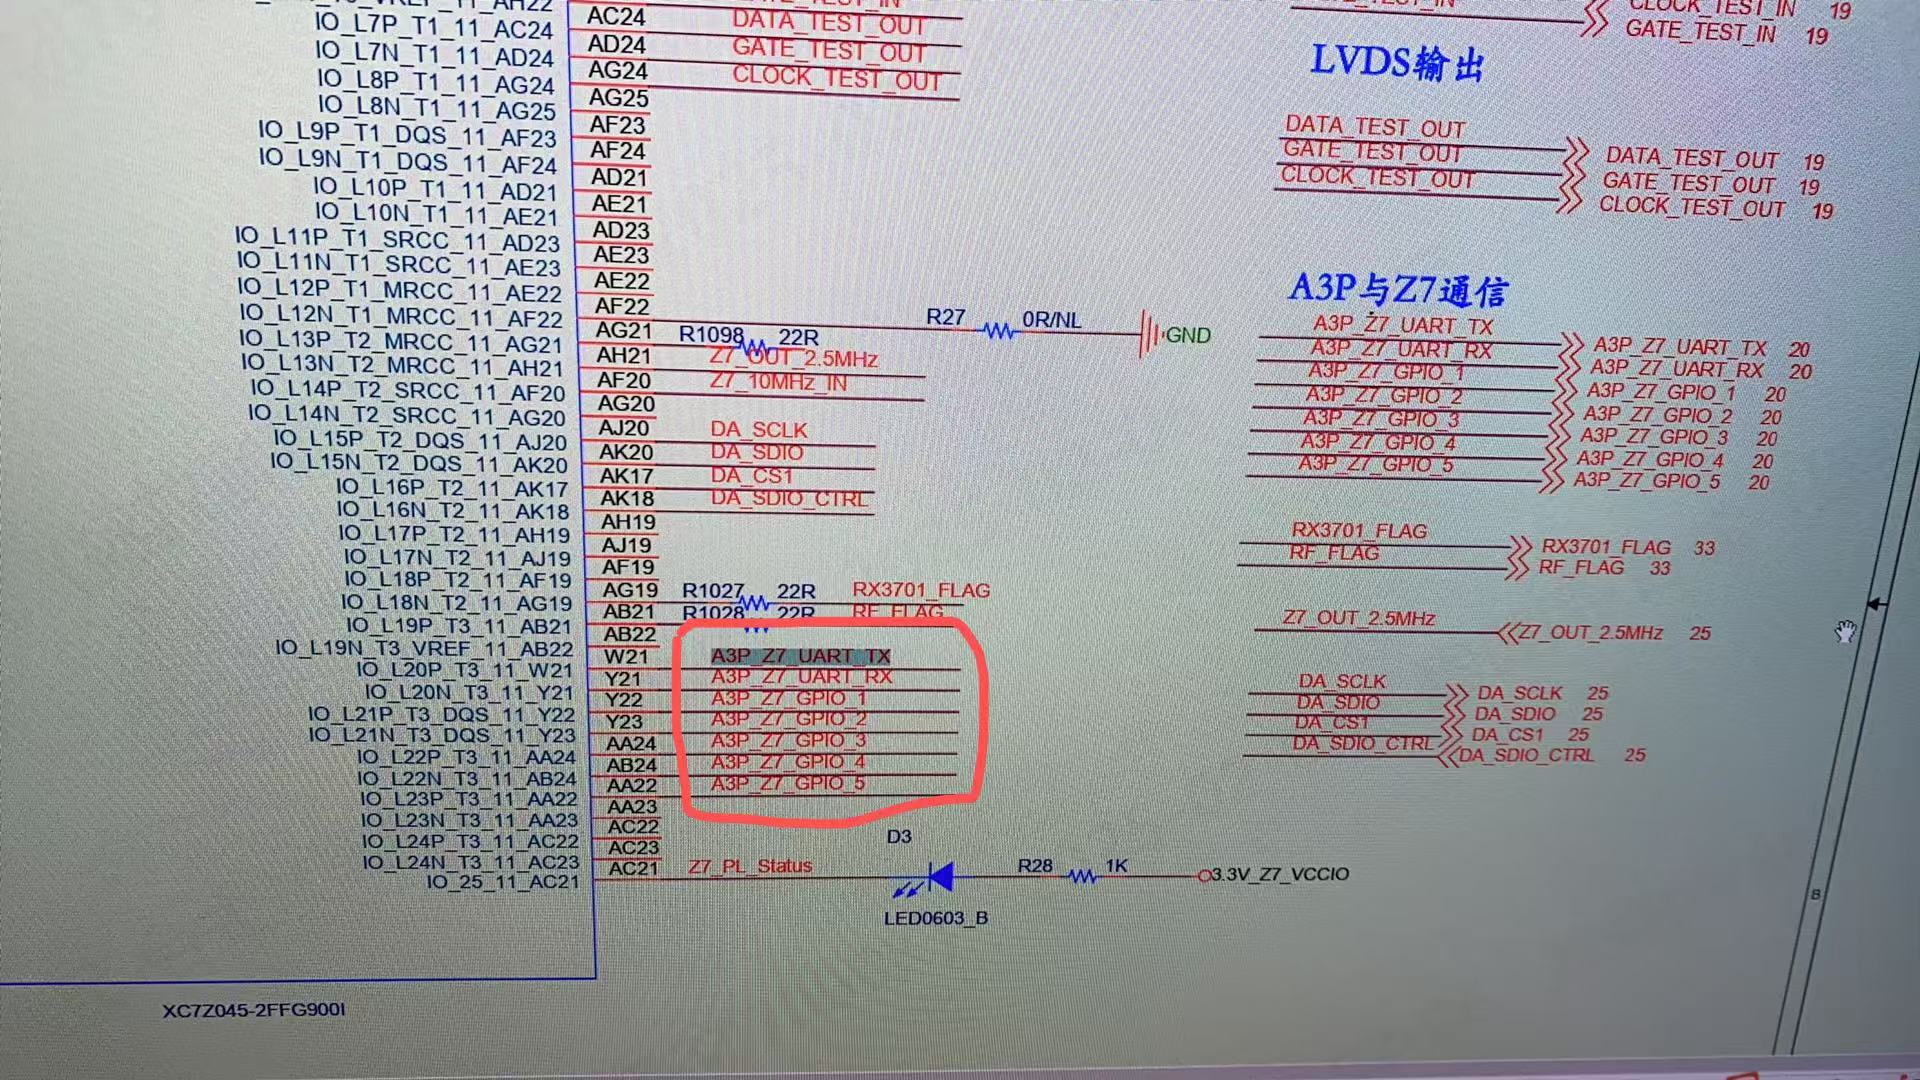 IO_L7P_T1_11_AC24
IO_L7N_T1_11_AD24
IO_L8P_T1_11_AG24
IO_L8N_T1_11_AG25
IO_L9P_T1_DQS_11_AF23
IO_L9N_T1_DQS_11_AF24
IO_L10P_T1_11_AD21
IO_L10N_T1_11_AE21
IO_L11P_T1_SRCC_11_AD23
IO_L11N_T1_SRCC_11_AE23
IO_L12P_T1_MRCC_11_AE22
IO_L12N_T1_MRCC_11_AF22
IO_L13P_T2_MRCC_11_AG21
IO_L13N_T2_MRCC_11_AH21
IO_L14P_T2_SRCC_11_AF20
IO_L14N_T2_SRCC_11_AG20
IO_L15P_T2_DQS_11_AJ20
IO_L15N_T2_DQS_11_AK20
IO_L16P_T2_11_AK17
IO_L16N_T2_11_AK18
IO_L17P_T2_11_AH19
IO_L17N_T2_11_AJ19
IO_L18P_T2_11_AF19
IO_L18N_T2_11_AG19
IO_L19P_T3_11_AB21
IO_L19N_T3_VREF_11_AB22
IO_L20P_T3_11_W21
IO_L20N_T3_11_Y21
IO_L21P_T3_DQS_11_Y22
IO_L21N_T3_DQS_11_Y23
IO_L22P_T3_11_AA24
IO_L22N_T3_11_AB24
IO_L23P_T3_11_AA22
IO_L23N_T3_11_AA23
IO_L24P_T3_11_AC22
IO_L24N_T3_11_AC23
IO_25_11_AC21
XC7Z045-2FFG900I
AC24 DATA_TEST_OUT
AD24 GATE_TEST_OUT
AG24 CLOCK_TEST_OUT
AG25
AF23
AF24
AD21
AE21
AD23
AE23
AE22
AF22 R27 0R/NL GND
AG21 R1098 22R
AH21 Z7_OUT_2.5MHz
AF20 Z7_10MHz_IN
AG20
AJ20 DA_SCLK
AK20 DA_SDIO
AK17 DA_CS1
AK18 DA_SDIO_CTRL
AH19
AJ19
AF19
AG19 R1027 22R RX3701_FLAG
AB21 R1028 22R RF_FLAG
AB22
W21 A3P_Z7_UART_TX
Y21 A3P_Z7_UART_RX
Y22 A3P_Z7_GPIO_1
Y23 A3P_Z7_GPIO_2
AA24 A3P_Z7_GPIO_3
AB24 A3P_Z7_GPIO_4
AA22 A3P_Z7_GPIO_5
AA23
AC22
AC23
AC21 Z7_PL_Status
D3
LED0603_B
R28 1K
3.3V_Z7_VCCIO
CLOCK_TEST_IN 19
GATE_TEST_IN 19
LVDS输出
DATA_TEST_OUT DATA_TEST_OUT 19
GATE_TEST_OUT GATE_TEST_OUT 19
CLOCK_TEST_OUT CLOCK_TEST_OUT 19
A3P与Z7通信
A3P_Z7_UART_TX A3P_Z7_UART_TX 20
A3P_Z7_UART_RX A3P_Z7_UART_RX 20
A3P_Z7_GPIO_1 A3P_Z7_GPIO_1 20
A3P_Z7_GPIO_2 A3P_Z7_GPIO_2 20
A3P_Z7_GPIO_3 A3P_Z7_GPIO_3 20
A3P_Z7_GPIO_4 A3P_Z7_GPIO_4 20
A3P_Z7_GPIO_5 A3P_Z7_GPIO_5 20
RX3701_FLAG RX3701_FLAG 33
RF_FLAG RF_FLAG 33
Z7_OUT_2.5MHz Z7_OUT_2.5MHz 25
DA_SCLK DA_SCLK 25
DA_SDIO DA_SDIO 25
DA_CS1 DA_CS1 25
DA_SDIO_CTRL DA_SDIO_CTRL 25
B